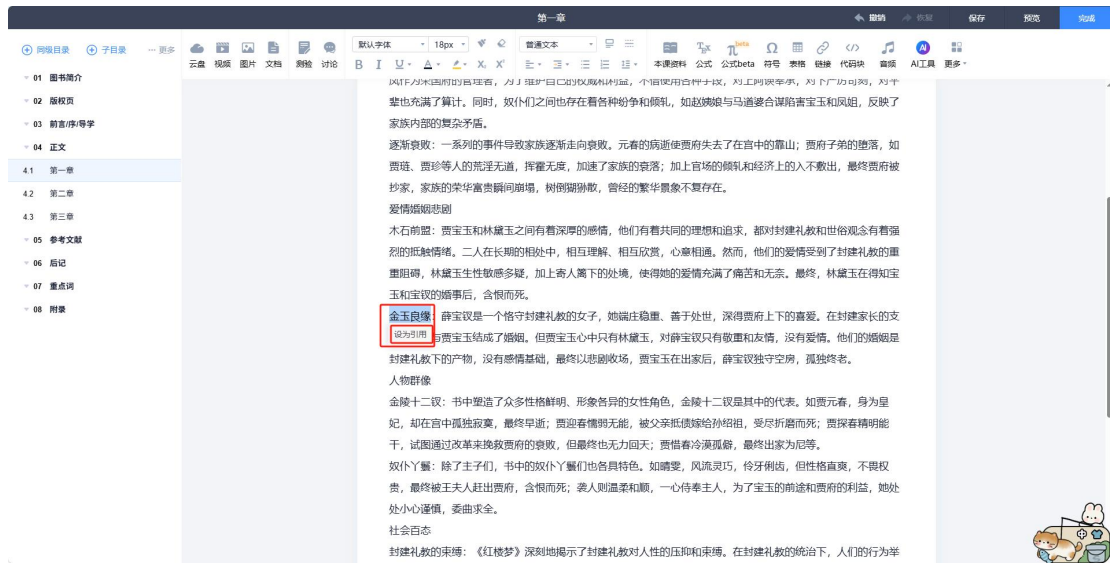 第一章
撤销 恢复 保存 预览 完成
同级目录 子目录 ··· 更多
默认字体 18px 普通文本
云盘 视频 图片 文档 测验 讨论
B I U A X, X'
本课资料 公式 公式beta 符号 表格 链接 代码块 音频 AI工具 更多
01 图书简介
02 版权页
03 前言/序/导学
04 正文
4.1 第一章
4.2 第二章
4.3 第三章
05 参考文献
06 后记
07 重点词
08 附录
辈也充满了算计。同时，奴仆们之间也存在着各种纷争和倾轧，如赵姨娘与马道婆合谋陷害宝玉和凤姐，反映了
家族内部的复杂矛盾。
逐渐衰败：一系列的事件导致家族逐渐走向衰败。元春的病逝使贾府失去了在宫中的靠山；贾府子弟的堕落，如
贾琏、贾珍等人的荒淫无道，挥霍无度，加速了家族的衰落；加上官场的倾轧和经济上的入不敷出，最终贾府被
抄家，家族的荣华富贵瞬间崩塌，树倒猢狲散，曾经的繁华景象不复存在。
爱情婚姻悲剧
木石前盟：贾宝玉和林黛玉之间有着深厚的感情，他们有着共同的理想和追求，都对封建礼教和世俗观念有着强
烈的抵触情绪。二人在长期的相处中，相互理解、相互欣赏，心意相通。然而，他们的爱情受到了封建礼教的重
重阻碍，林黛玉生性敏感多疑，加上寄人篱下的处境，使得她的爱情充满了痛苦和无奈。最终，林黛玉在得知宝
玉和宝钗的婚事后，含恨而死。
金玉良缘：薛宝钗是一个恪守封建礼教的女子，她端庄稳重、善于处世，深得贾府上下的喜爱。在封建家长的支
设为引用 与贾宝玉结成了婚姻。但贾宝玉心中只有林黛玉，对薛宝钗只有敬重和友情，没有爱情。他们的婚姻是
封建礼教下的产物，没有感情基础，最终以悲剧收场，贾宝玉在出家后，薛宝钗独守空房，孤独终老。
人物群像
金陵十二钗：书中塑造了众多性格鲜明、形象各异的女性角色，金陵十二钗是其中的代表。如贾元春，身为皇
妃，却在宫中孤独寂寞，最终早逝；贾迎春懦弱无能，被父亲抵债嫁给孙绍祖，受尽折磨而死；贾探春精明能
干，试图通过改革来挽救贾府的衰败，但最终也无力回天；贾惜春冷漠孤僻，最终出家为尼等。
奴仆丫鬟：除了主子们，书中的奴仆丫鬟们也各具特色。如晴雯，风流灵巧，伶牙俐齿，但性格直爽，不畏权
贵，最终被王夫人赶出贾府，含恨而死；袭人则温柔和顺，一心侍奉主人，为了宝玉的前途和贾府的利益，她处
处小心谨慎，委曲求全。
社会百态
封建礼教的束缚：《红楼梦》深刻地揭示了封建礼教对人性的压抑和束缚。在封建礼教的统治下，人们的行为举